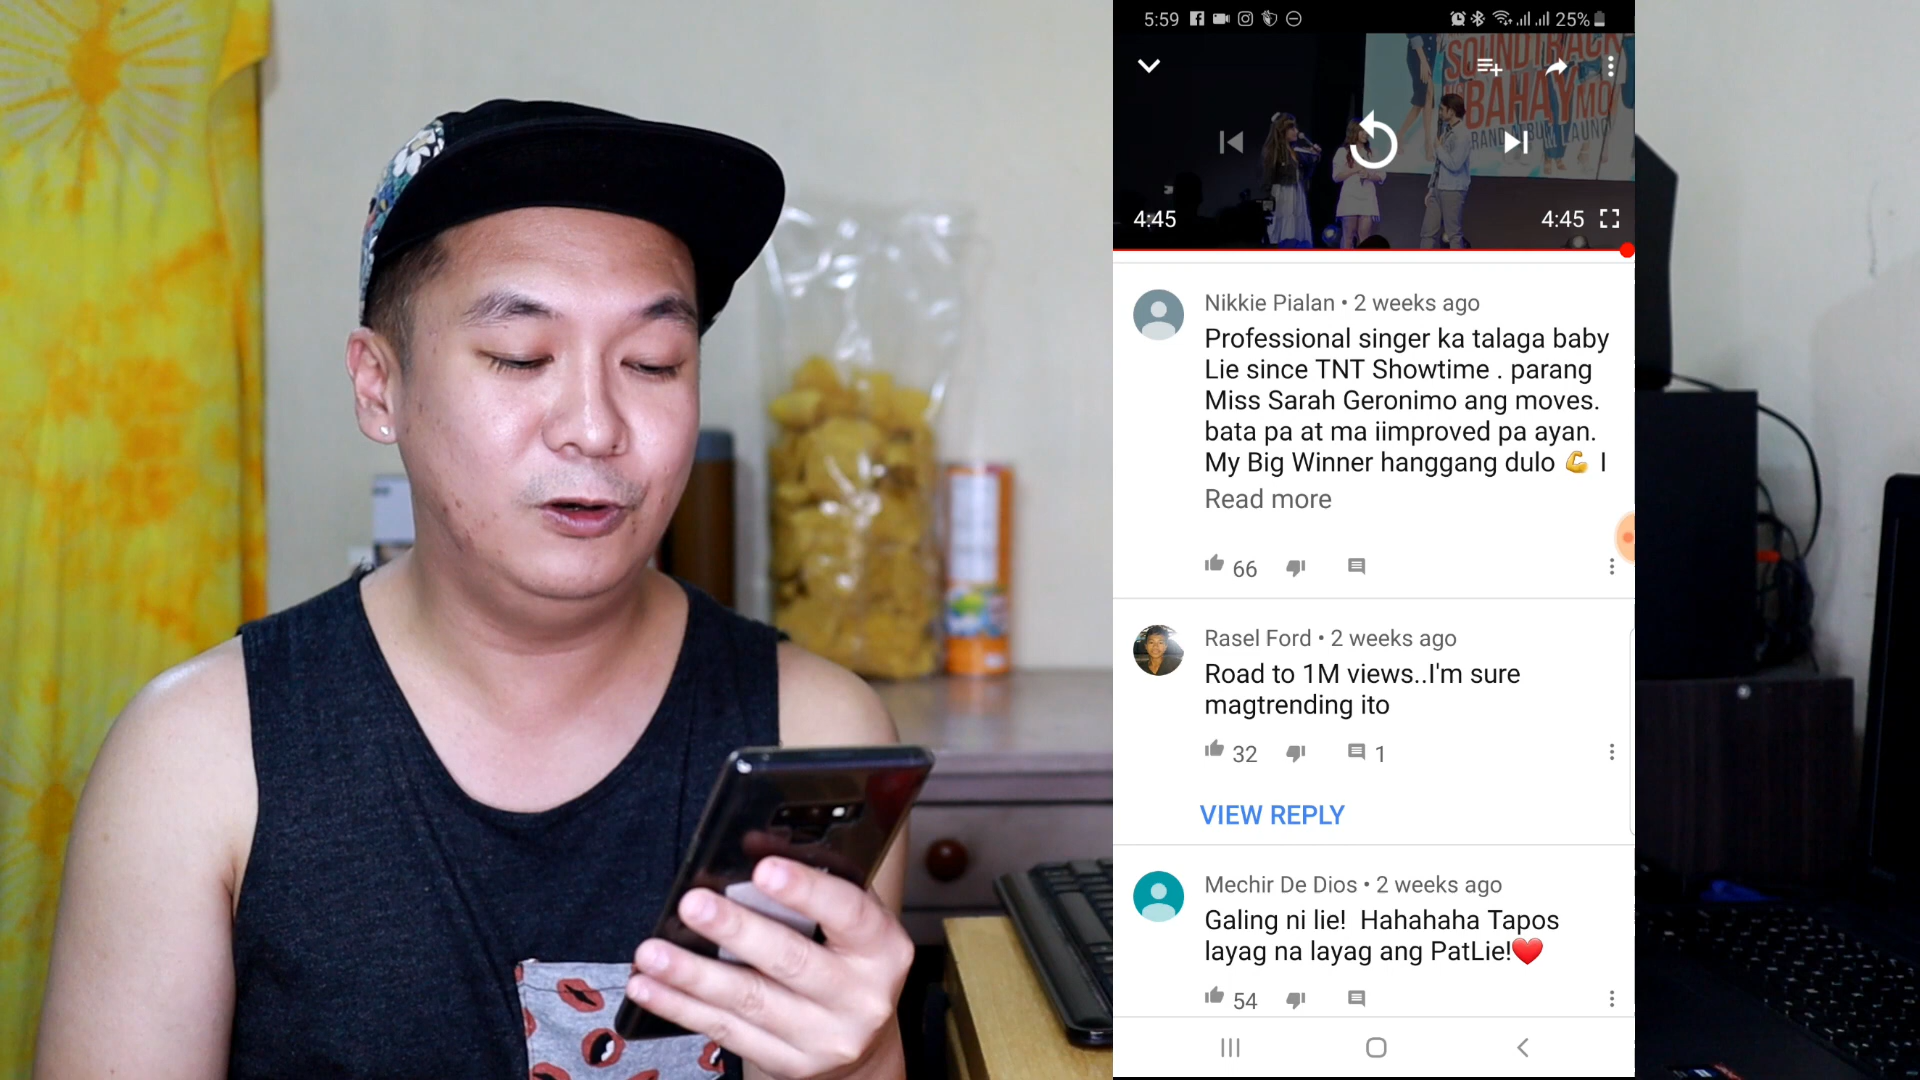 5:59
25%
SOUNDTRACK
BAHAY MO
4:45
4:45
Nikkie Pialan • 2 weeks ago
Professional singer ka talaga baby
Lie since TNT Showtime . parang
Miss Sarah Geronimo ang moves.
bata pa at ma iimproved pa ayan.
My Big Winner hanggang dulo 💪 I
Read more
66
Rasel Ford • 2 weeks ago
Road to 1M views..I'm sure
magtrending ito
32
1
VIEW REPLY
Mechir De Dios • 2 weeks ago
Galing ni lie!  Hahahaha Tapos
layag na layag ang PatLie!❤️
54